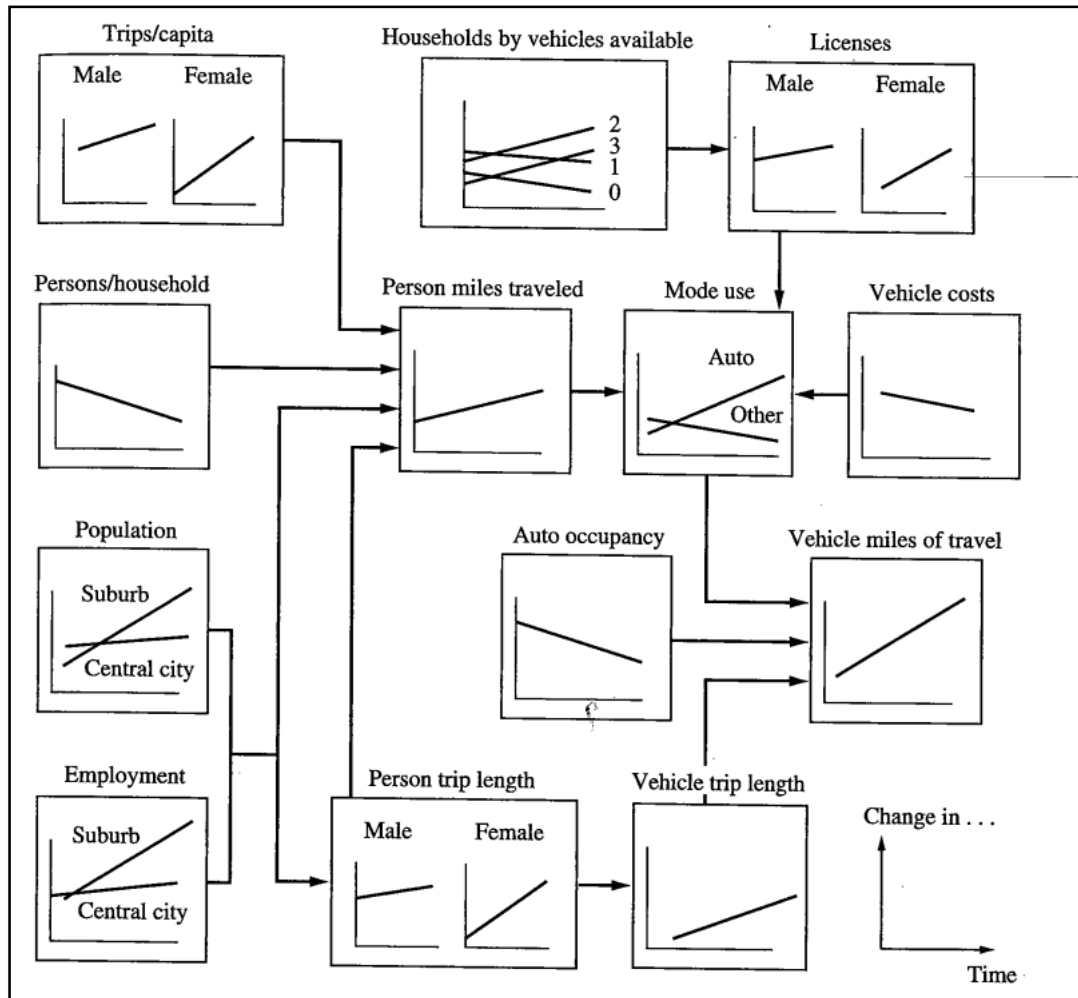 Trips/capita
Male Female
Households by vehicles available
2
3
1
0
Licenses
Male Female
Persons/household
Person miles traveled
Mode use
Auto
Other
Vehicle costs
Population
Suburb
Central city
Auto occupancy
Vehicle miles of travel
Employment
Suburb
Central city
Person trip length
Male Female
Vehicle trip length
Change in . . .
Time